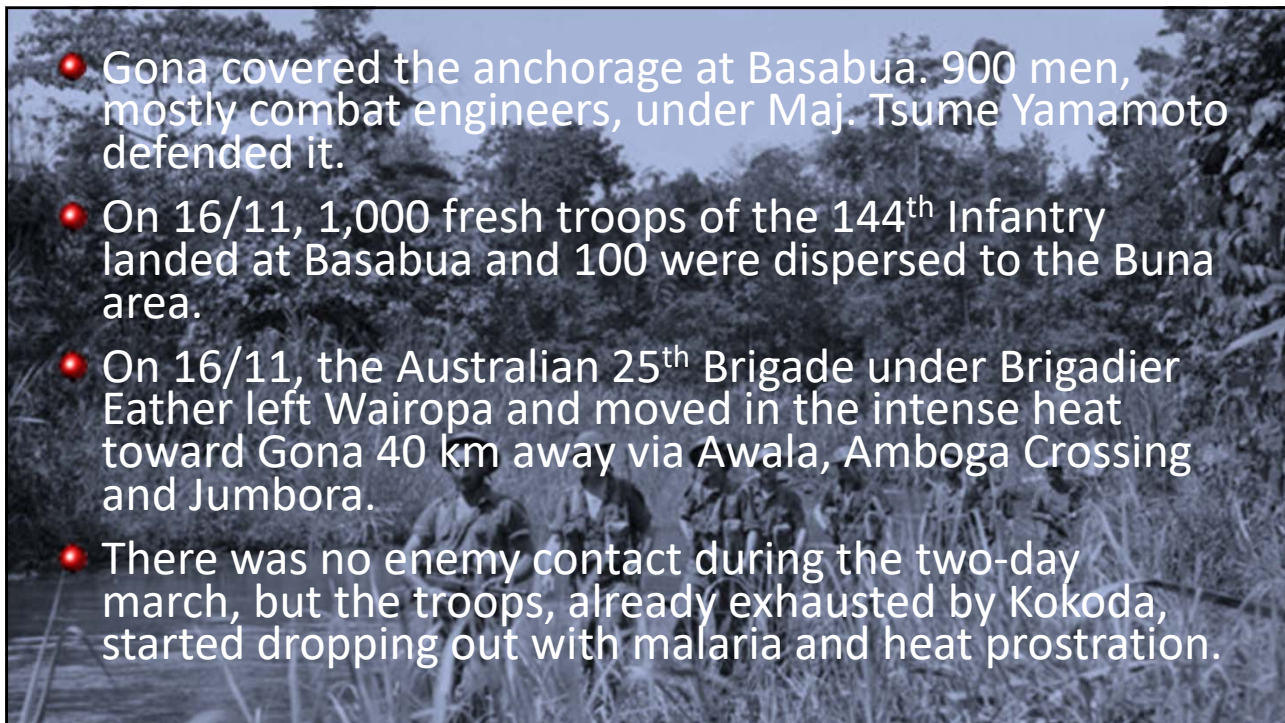 Gona covered the anchorage at Basabua. 900 men,
mostly combat engineers, under Maj. Tsume Yamamoto
defended it.
On 16/11, 1,000 fresh troops of the 144th Infantry
landed at Basabua and 100 were dispersed to the Buna
area.
On 16/11, the Australian 25th Brigade under Brigadier
Eather left Wairopa and moved in the intense heat
toward Gona 40 km away via Awala, Amboga Crossing
and Jumbora.
There was no enemy contact during the two-day
march, but the troops, already exhausted by Kokoda,
started dropping out with malaria and heat prostration.